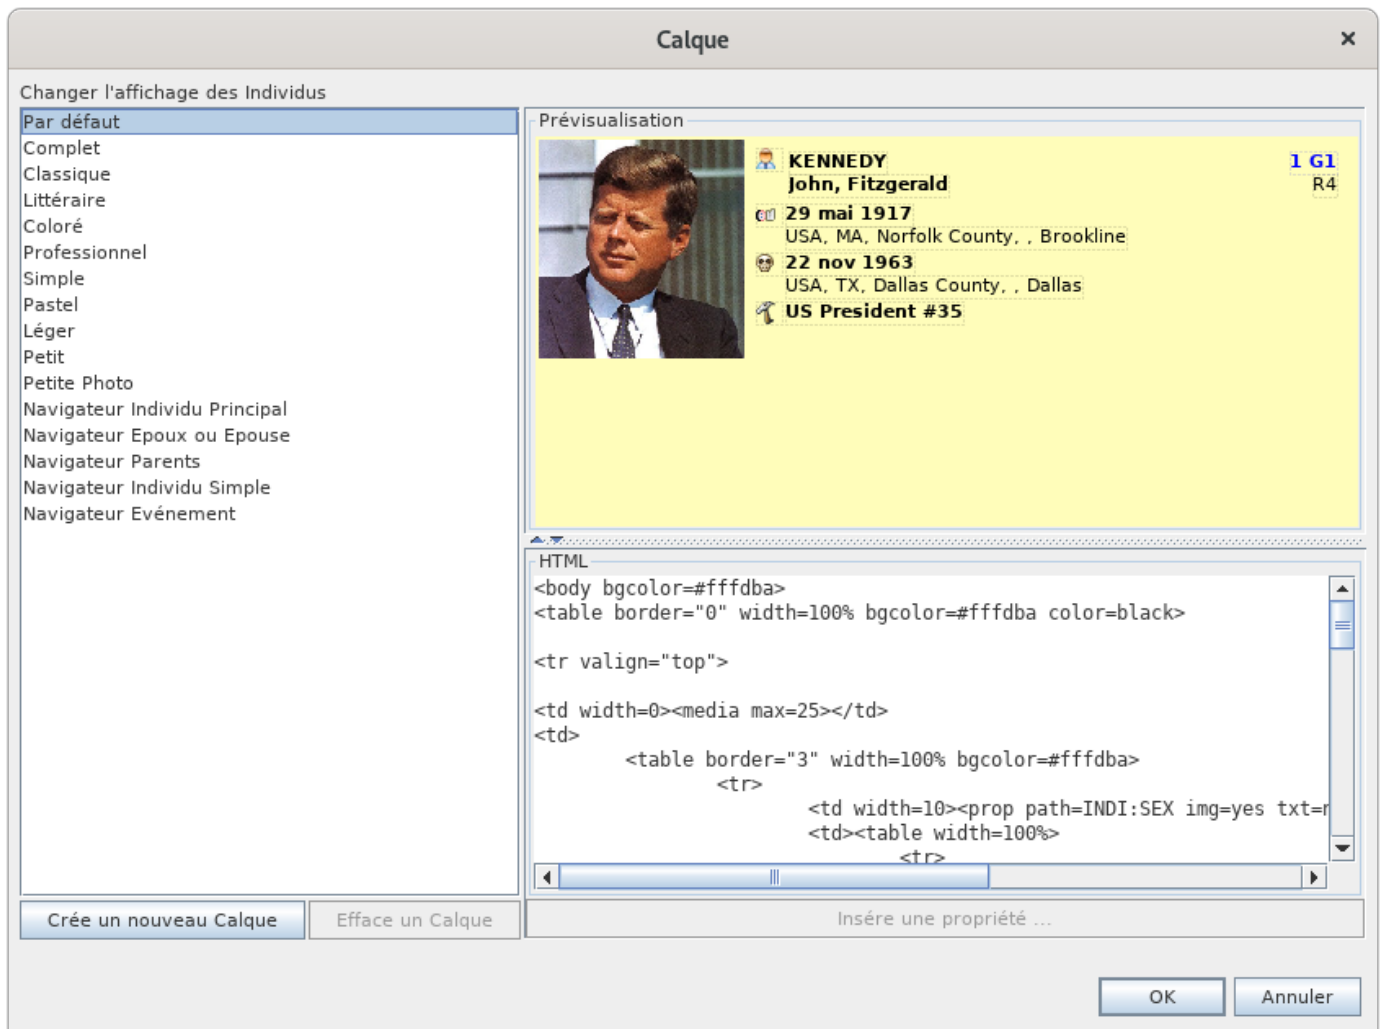 Calque
Changer l'affichage des Individus
Par défaut
Complet
Classique
Littéraire
Coloré
Professionnel
Simple
Pastel
Léger
Petit
Petite Photo
Navigateur Individu Principal
Navigateur Epoux ou Epouse
Navigateur Parents
Navigateur Individu Simple
Navigateur Evénement
Crée un nouveau Calque
Efface un Calque
Prévisualisation
KENNEDY 1 G1
John, Fitzgerald R4
29 mai 1917
USA, MA, Norfolk County, , Brookline
22 nov 1963
USA, TX, Dallas County, , Dallas
US President #35
HTML
<body bgcolor=#fffdba>
<table border="0" width=100% bgcolor=#fffdba color=black>
<tr valign="top">
<td width=0><media max=25></td>
<td>
<table border="3" width=100% bgcolor=#fffdba>
<tr>
<td width=10><prop path=INDI:SEX img=yes txt=
<td><table width=100%>
<tr>
Insére une propriété ...
OK
Annuler